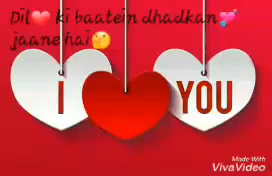 Dil❤ ki baatein dhadkan💕
jaane hai🤔
I YOU
Made With
VivaVideo